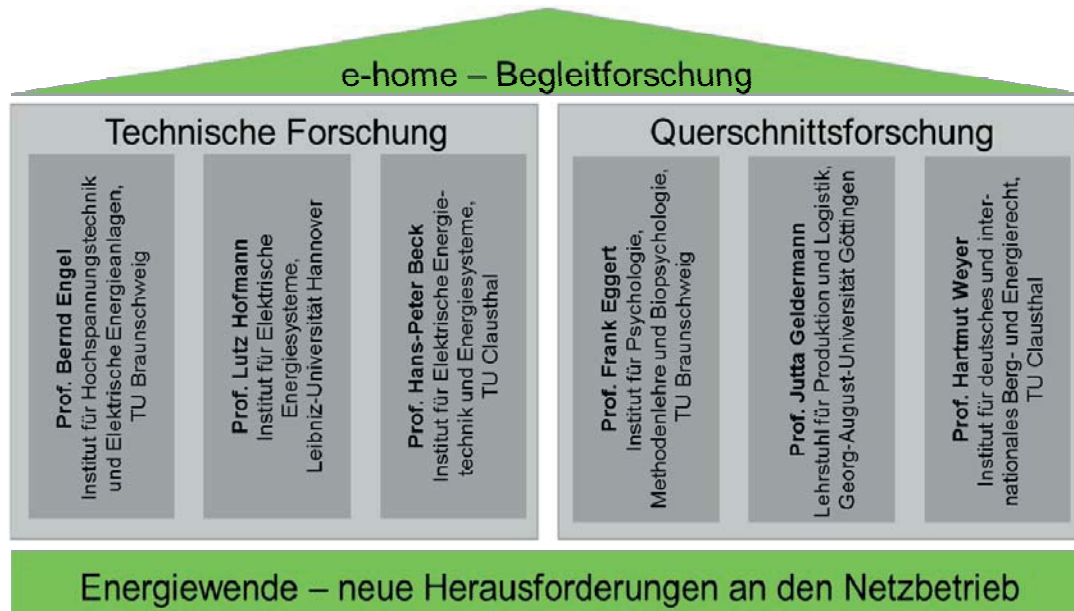 e-home – Begleitforschung
Technische Forschung
Prof. Bernd Engel
Institut für Hochspannungstechnik
und Elektrische Energieanlagen,
TU Braunschweig
Prof. Lutz Hofmann
Institut für Elektrische
Energiesysteme,
Leibniz-Universität Hannover
Prof. Hans-Peter Beck
Institut für Elektrische Energie-
technik und Energiesysteme,
TU Clausthal
Querschnittsforschung
Prof. Frank Eggert
Institut für Psychologie,
Methodenlehre und Biopsychologie,
TU Braunschweig
Prof. Jutta Geldermann
Lehrstuhl für Produktion und Logistik,
Georg-August-Universität Göttingen
Prof. Hartmut Weyer
Institut für deutsches und inter-
nationales Berg- und Energierecht,
TU Clausthal
Energiewende – neue Herausforderungen an den Netzbetrieb